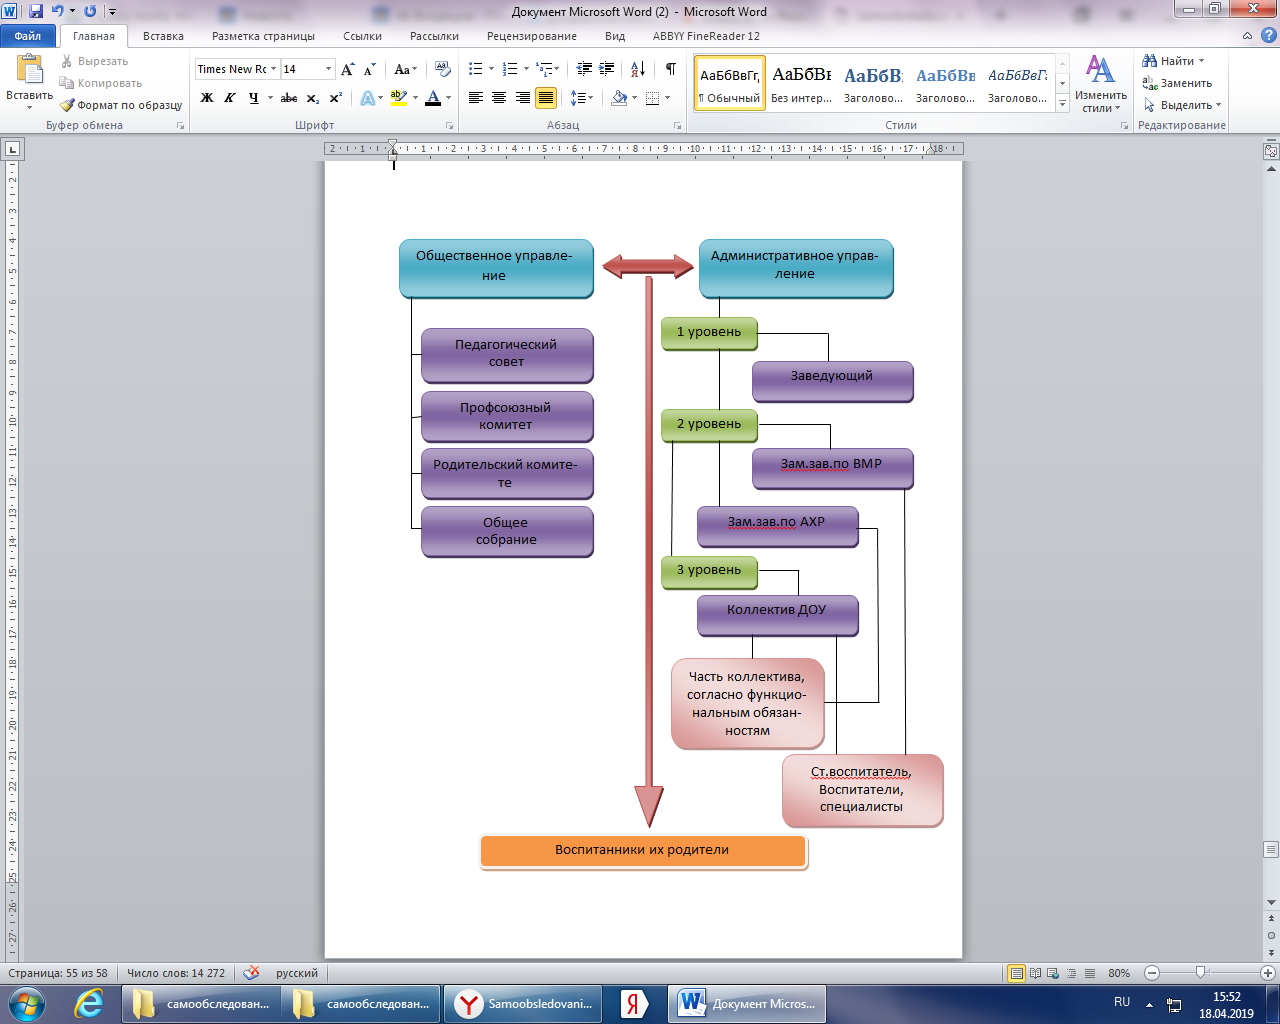 Документ Microsoft Word (2) - Microsoft Word
Файл Главная Вставка Разметка страницы Ссылки Рассылки Рецензирование Вид ABBYY FineReader 12
Вставить
Вырезать
Копировать
Формат по образцу
Буфер обмена
Times New Ro 14
Шрифт
Абзац
АаБбВвГг, АаБбВв АаБбВ АаБбВв АаБбВвГг
¶ Обычный Без интер... Заголово... Заголово... Заголово...
Стили
Изменить
стили
Найти
Заменить
Выделить
Редактирование
Общественное управле-
ние
Административное управ-
ление
Педагогический
совет
Профсоюзный
комитет
Родительский комите-
те
Общее
собрание
1 уровень
Заведующий
2 уровень
Зам.зав.по ВМР
Зам.зав.по АХР
3 уровень
Коллектив ДОУ
Часть коллектива,
согласно функцио-
нальным обязан-
ностям
Ст.воспитатель,
Воспитатели,
специалисты
Воспитанники их родители
Страница: 55 из 58 Число слов: 14 272 русский 80%
самообследован... самообследован... Samoobsledovani... Документ Micros...
RU
15:52
18.04.2019